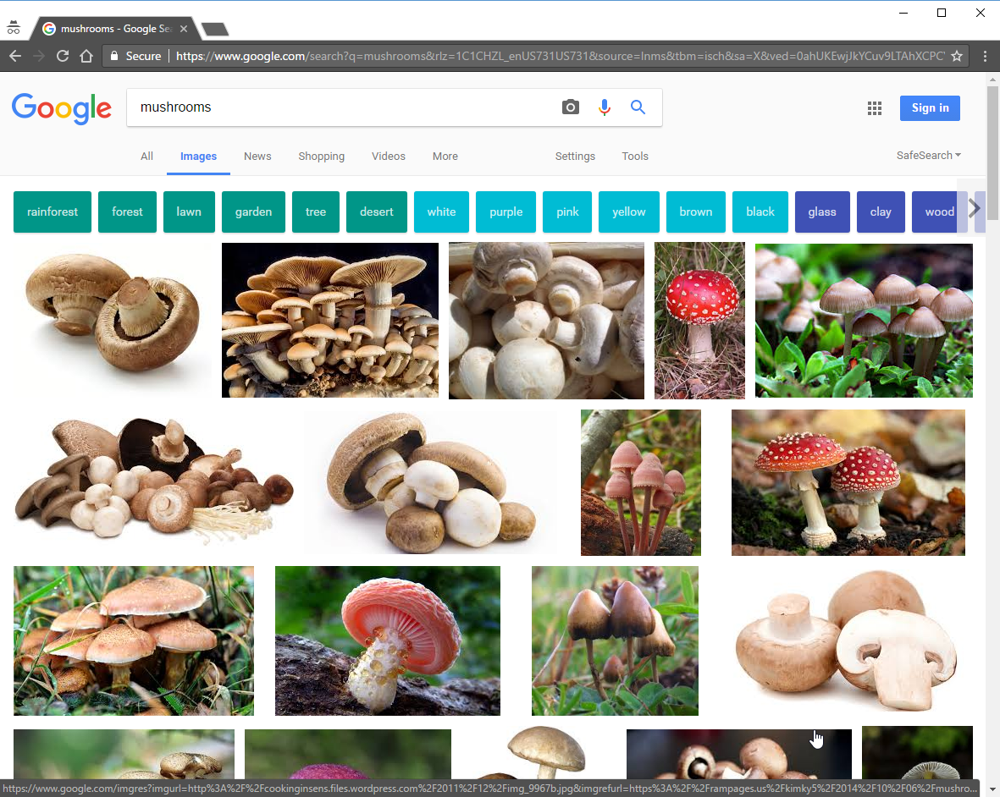 mushrooms - Google Sec
Secure
https://www.google.com/search?q=mushrooms&rlz=1C1CHZL_enUS731US731&source=lnms&tbm=isch&sa=X&ved=0ahUKEwjJkYCuv9LTAhXCPC
Google
mushrooms
Sign in
All Images News Shopping Videos More Settings Tools SafeSearch
rainforest forest lawn garden tree desert white purple pink yellow brown black glass clay wood
https://www.google.com/imgres?imgurl=http%3A%2F%2Fcookinginsens.files.wordpress.com%2F2011%2F12%2Fimg_9967b.jpg&imgrefurl=https%3A%2F%2Frampages.us%2Fkimky5%2F2014%2F10%2F06%2Fmushro...